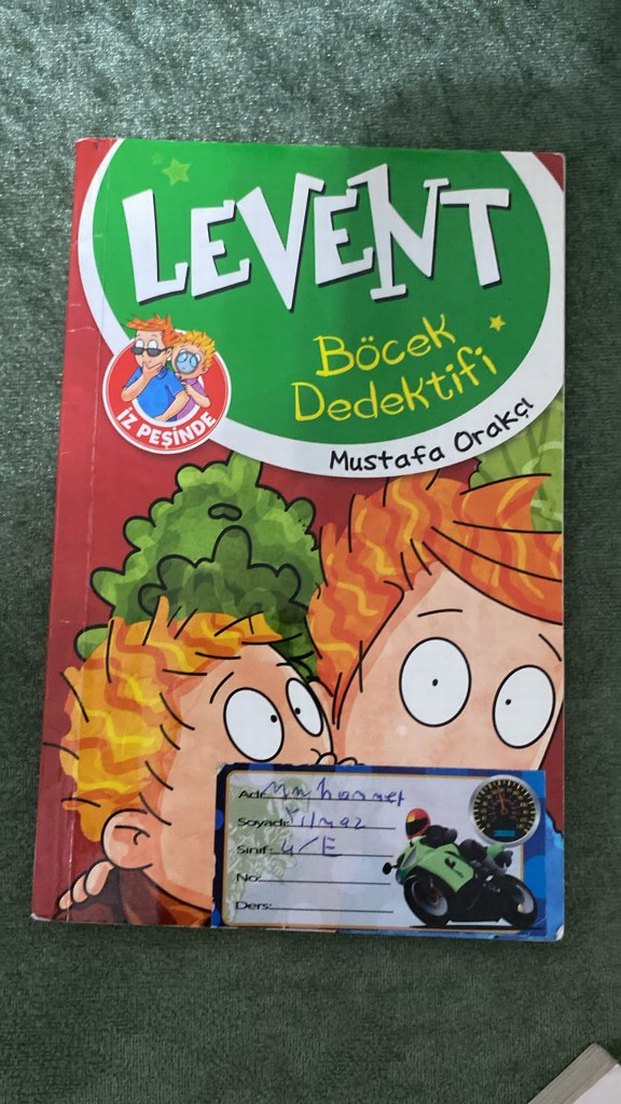 LEVENT
Böcek
Dedektifi
Mustafa Orakçı
İZ PEŞİNDE
Adı: Muhammet
Soyadı: Yılmaz
Sınıf: 4/E
No:
Ders: